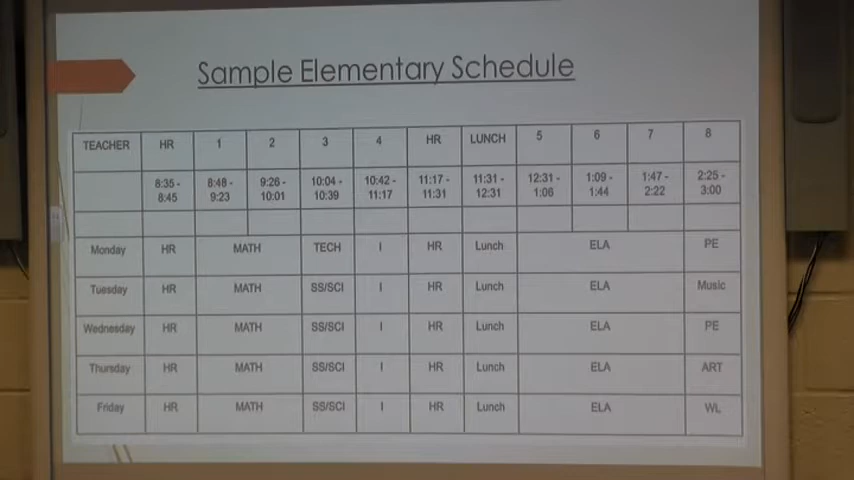 Sample Elementary Schedule
TEACHER HR 1 2 3 4 HR LUNCH 5 6 7 8
8:35 - 8:45 8:48 - 9:23 9:26 - 10:01 10:04 - 10:39 10:42 - 11:17 11:17 - 11:31 11:31 - 12:31 12:31 - 1:06 1:09 - 1:44 1:47 - 2:22 2:25 - 3:00
Monday HR MATH TECH I HR Lunch ELA PE
Tuesday HR MATH SS/SCI I HR Lunch ELA Music
Wednesday HR MATH SS/SCI I HR Lunch ELA PE
Thursday HR MATH SS/SCI I HR Lunch ELA ART
Friday HR MATH SS/SCI I HR Lunch ELA WL